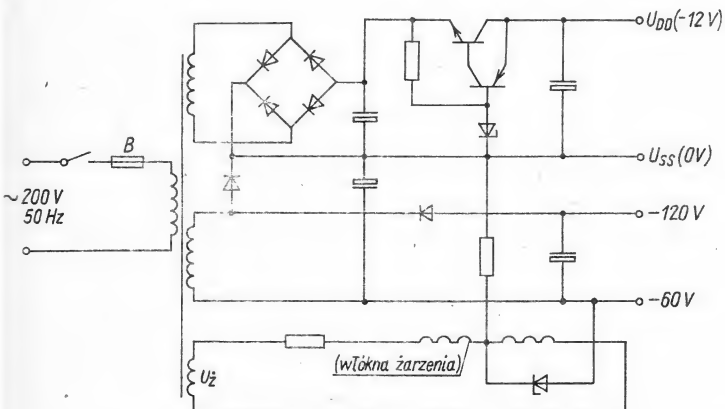 U_DD(-12 V)
B
U_SS(0V)
~ 200 V
50 Hz
-120 V
-60 V
(włókna żarzenia)
U_ż